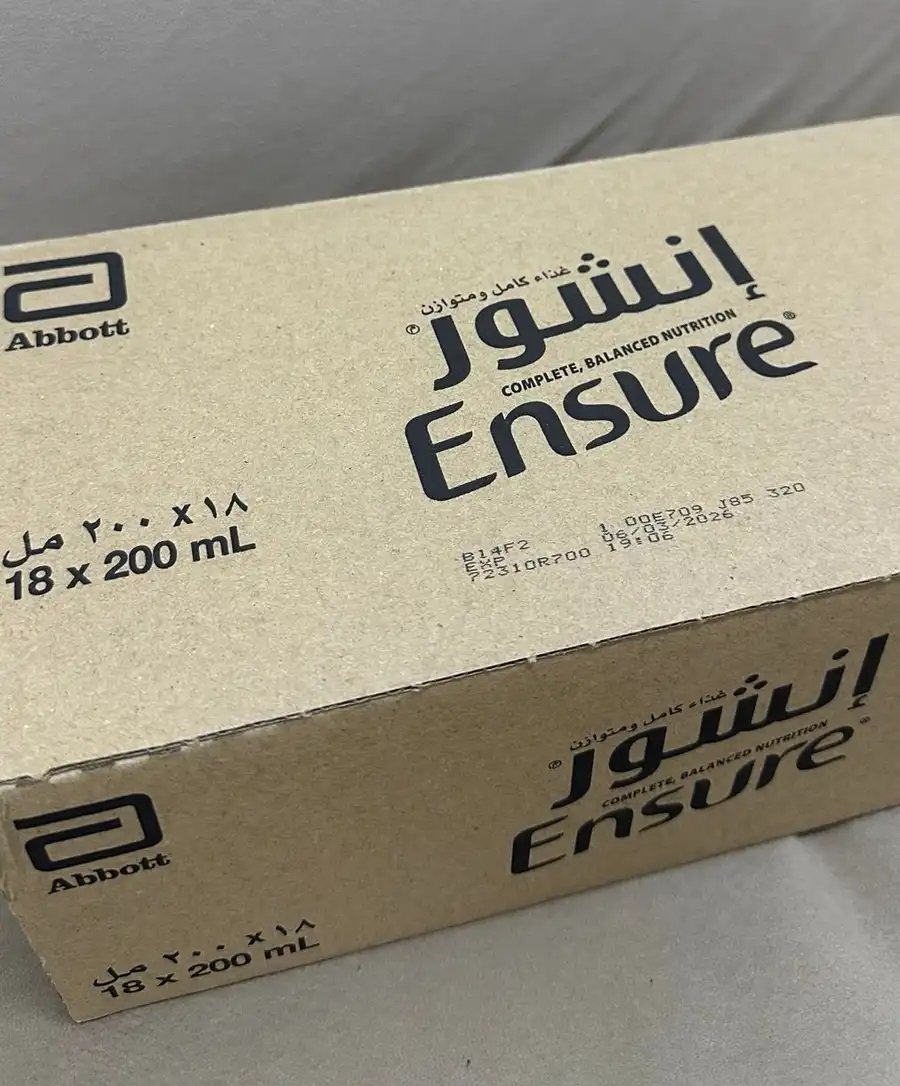 Abbott
غذاء كامل ومتوازن
إنشور
COMPLETE, BALANCED NUTRITION
Ensure
١٨ x ٢٠٠ مل
18 x 200 mL
B14F2 1 00E709 J85 320
EXP 06/03/2026
2310R700 19:06
غذاء كامل ومتوازن
إنشور
COMPLETE, BALANCED NUTRITION
Ensure
Abbott
١٨ x ٢٠٠ مل
18 x 200 mL